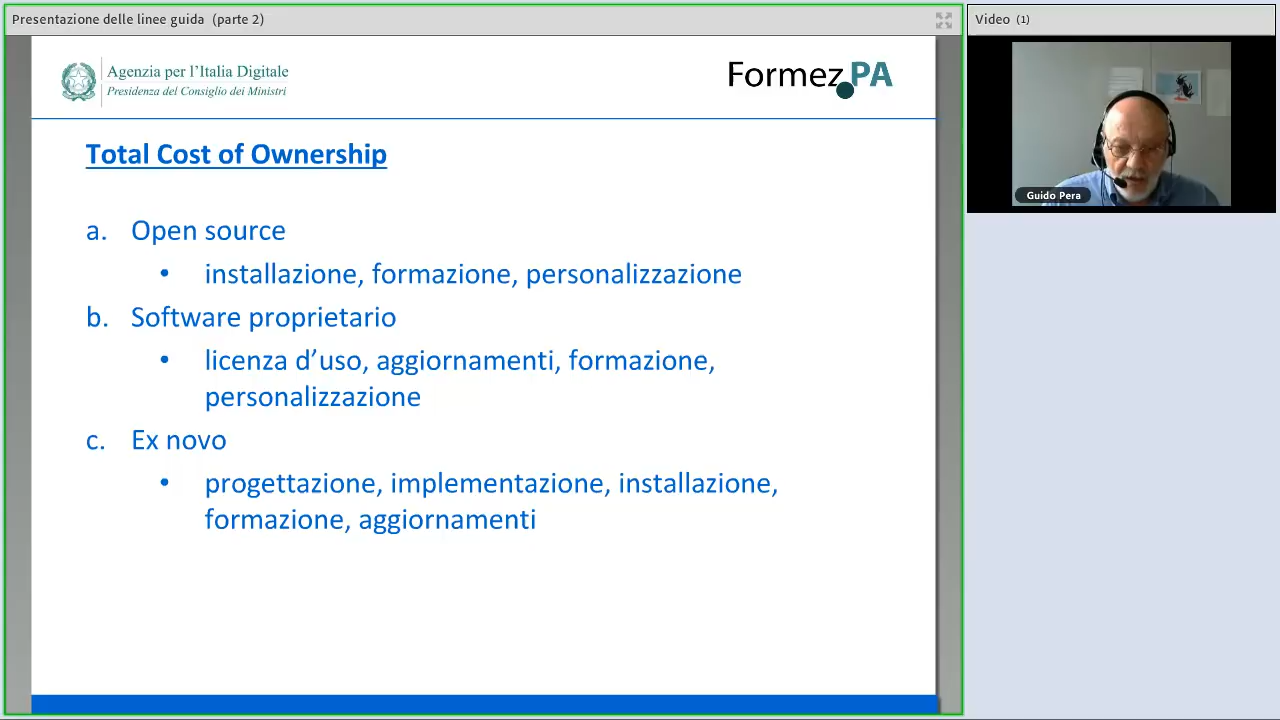 Presentazione delle linee guida (parte 2)
Video (1)
Agenzia per l'Italia Digitale
Presidenza del Consiglio dei Ministri
Formez PA
Guido Pera
Total Cost of Ownership
a. Open source
• installazione, formazione, personalizzazione
b. Software proprietario
• licenza d’uso, aggiornamenti, formazione,
personalizzazione
c. Ex novo
• progettazione, implementazione, installazione,
formazione, aggiornamenti